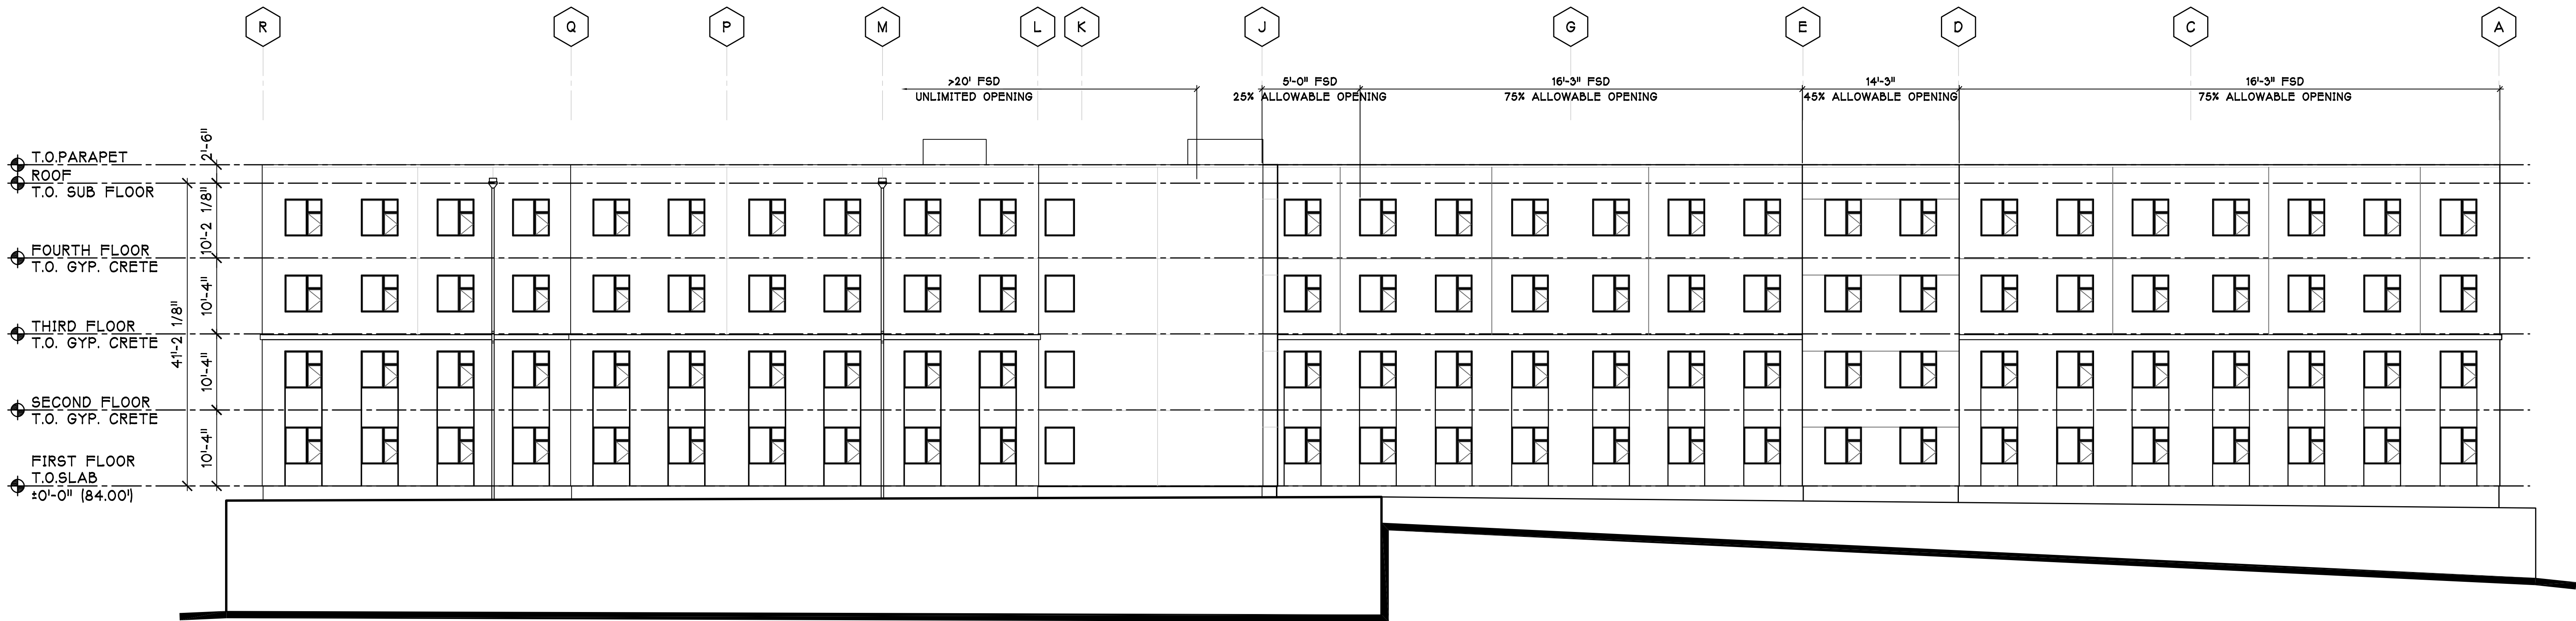 R Q P M L K J G E D C A
>20' FSD
UNLIMITED OPENING
5'-0" FSD
25% ALLOWABLE OPENING
16'-3" FSD
75% ALLOWABLE OPENING
14'-3"
45% ALLOWABLE OPENING
16'-3" FSD
75% ALLOWABLE OPENING
T.O.PARAPET
2'-6"
ROOF
T.O. SUB FLOOR
10'-2 1/8"
FOURTH FLOOR
T.O. GYP. CRETE
10'-4"
THIRD FLOOR
T.O. GYP. CRETE
41'-2 1/8"
10'-4"
SECOND FLOOR
T.O. GYP. CRETE
10'-4"
FIRST FLOOR
T.O.SLAB
±0'-0" (84.00')